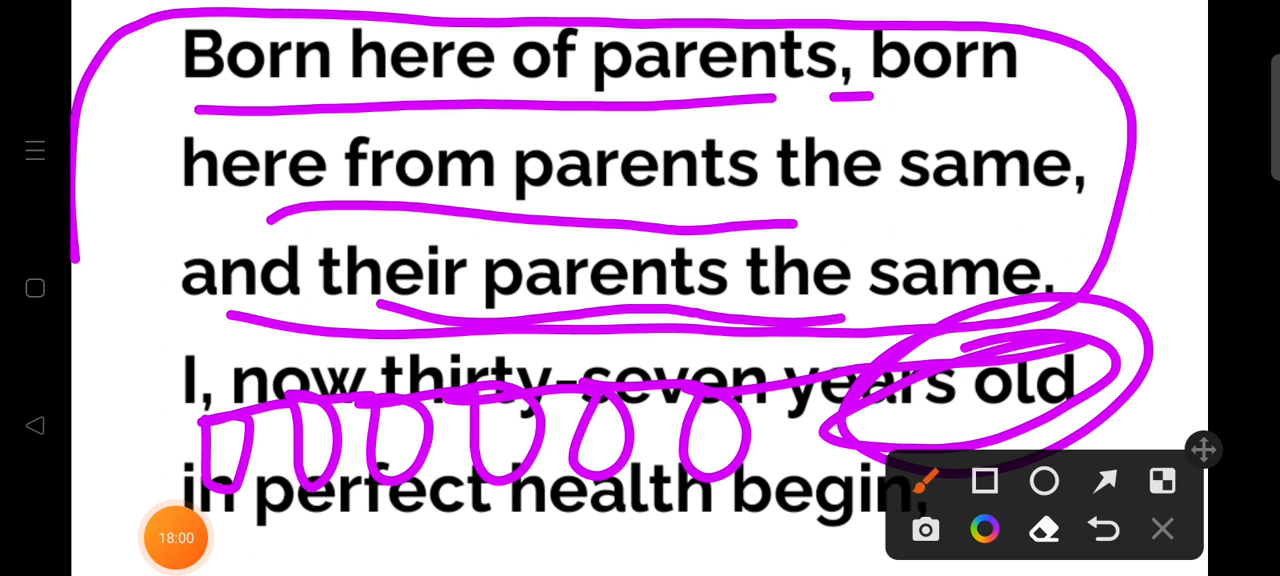 Born here of parents, born
here from parents the same,
and their parents the same.
I, now thirty-seven years old
in perfect health begin,
18:00